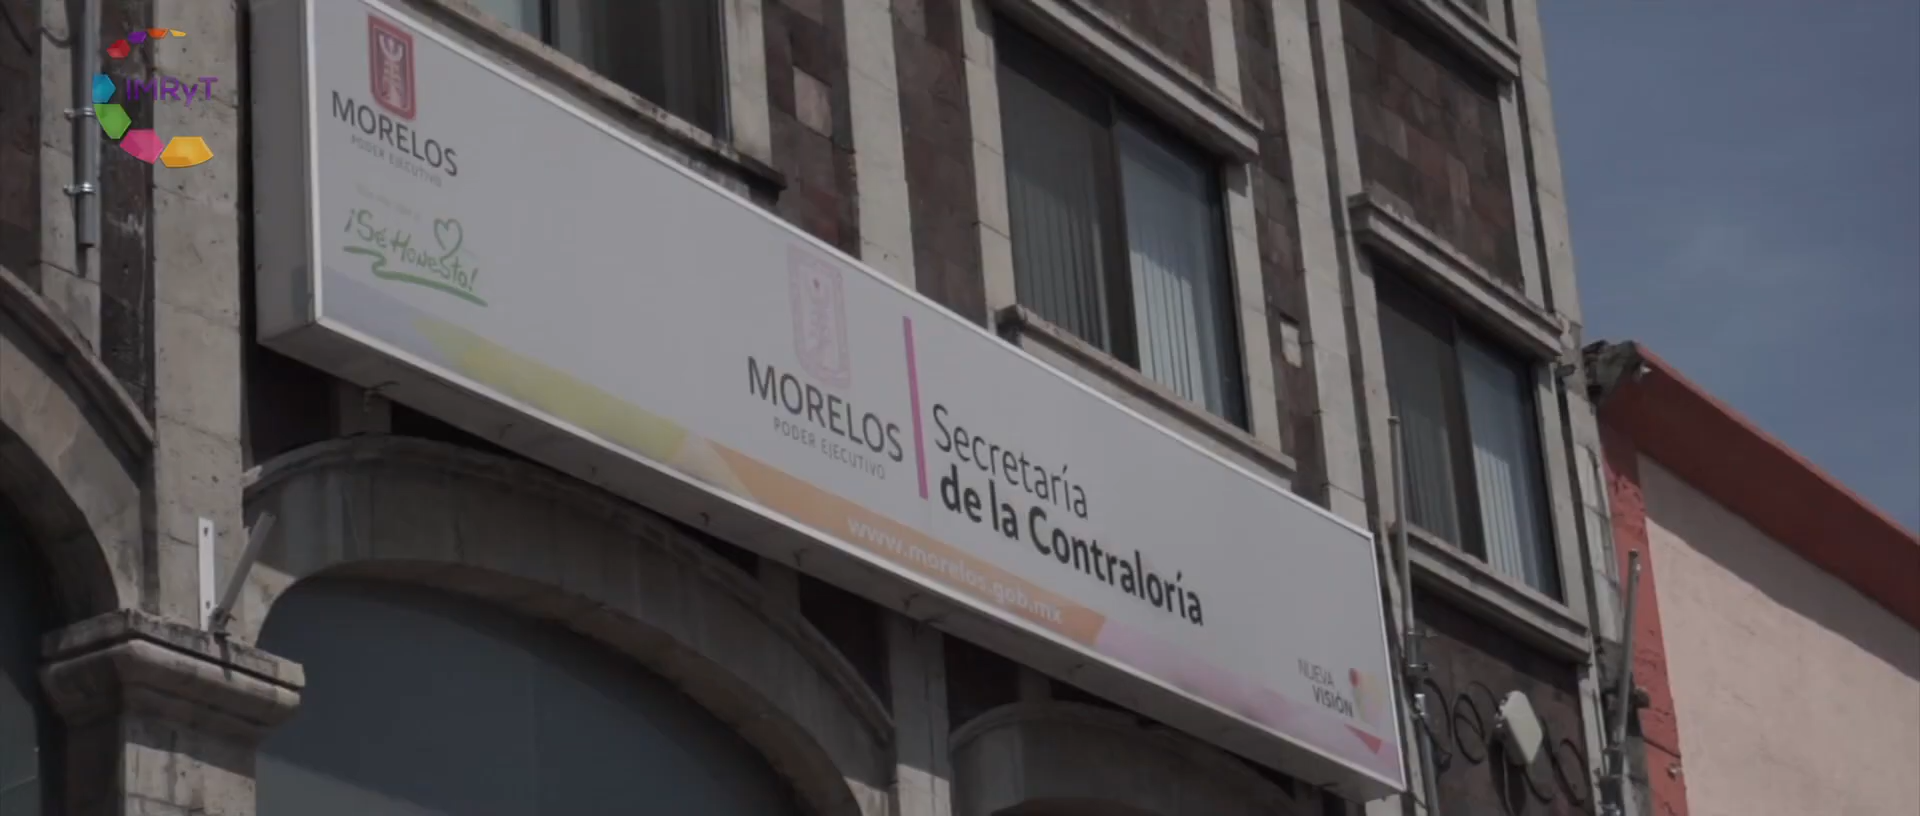 IMRyT
MORELOS
PODER EJECUTIVO
¡Sé Honesto!
MORELOS
PODER EJECUTIVO
Secretaría
de la Contraloría
www.morelos.gob.mx
NUEVA
VISIÓN